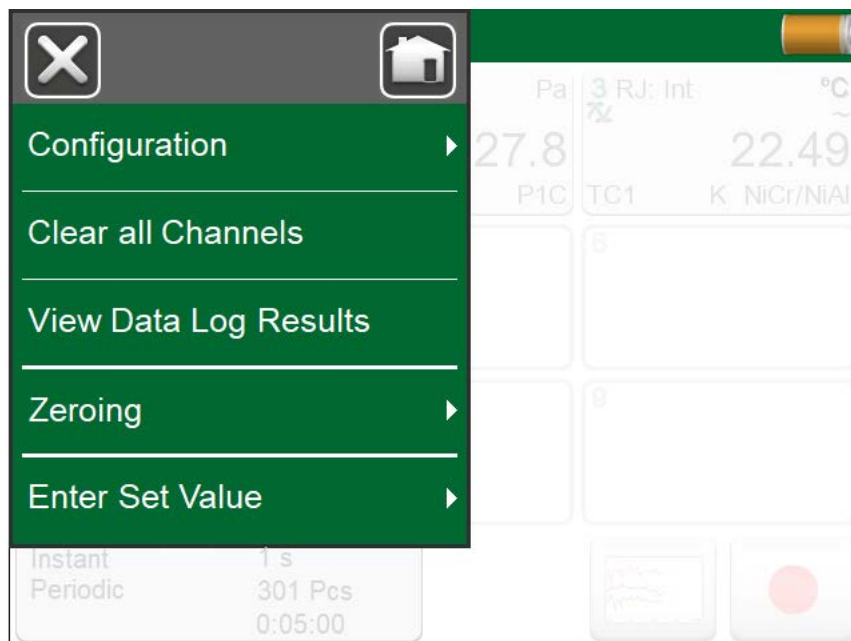 Configuration
Clear all Channels
View Data Log Results
Zeroing
Enter Set Value
Pa
27.8
P1C
3 RJ: Int °C
~
22.49
TC1 K NiCr/NiAl
6
9
Instant 1 s
Periodic 301 Pcs
0:05:00